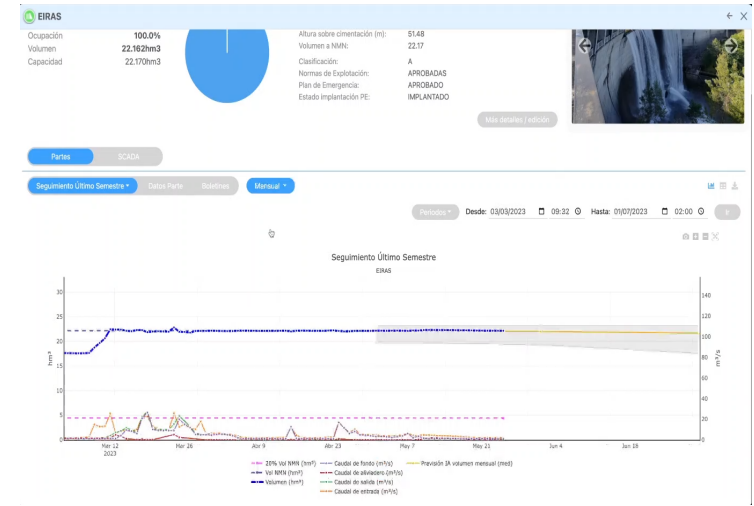 EIRAS
Ocupación 100.0%
Volumen 22.162hm3
Capacidad 22.170hm3
Altura sobre cimentación (m): 51.48
Volumen a NMN: 22.17
Clasificación: A
Normas de Explotación: APROBADAS
Plan de Emergencia: APROBADO
Estado implantación PE: IMPLANTADO
Más detalles / edición
Partes SCADA
Seguimiento Último Semestre Datos Parte Boletines Mensual
Periodos Desde: 03/03/2023 09:32 Hasta: 01/07/2023 02:00 Ir
Seguimiento Último Semestre
EIRAS
30
25
20
15
10
5
0
hm³
140
120
100
80
60
40
20
0
m³/s
Mar 12 Mar 26 Abr 9 Abr 23 May 7 May 21 Jun 4 Jun 18
2023
20% Vol NMN (hm³) Caudal de fondo (m³/s) Previsión IA volumen mensual (med)
Vol NMN (hm³) Caudal de aliviadero (m³/s)
Volumen (hm³) Caudal de salida (m³/s)
Caudal de entrada (m³/s)